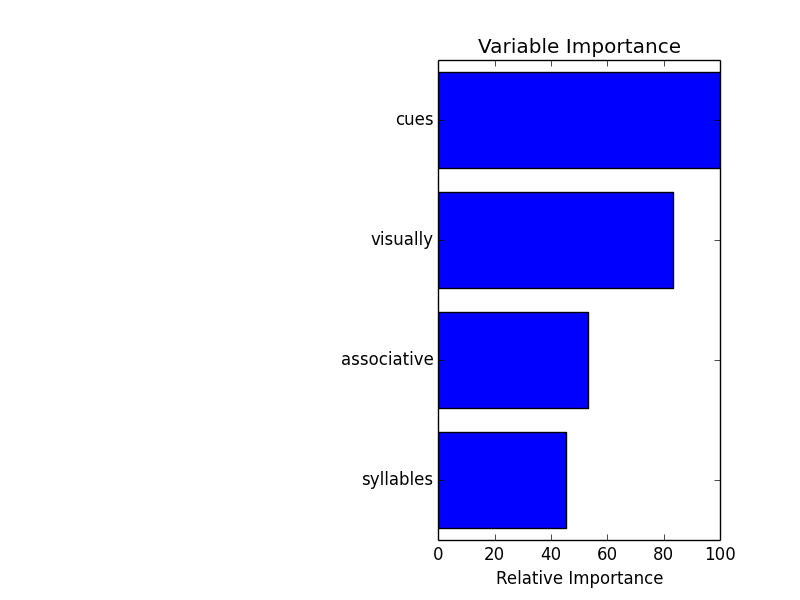 Variable Importance
cues
visually
associative
syllables
0 20 40 60 80 100
Relative Importance